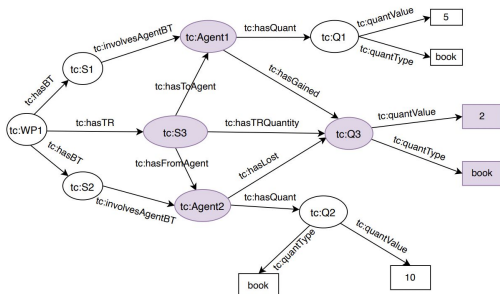 tc:Agent1
tc:hasQuant
tc:Q1
tc:quantValue
5
tc:quantType
book
tc:involvesAgentBT
tc:S1
tc:hasBT
tc:hasToAgent
tc:hasGained
tc:WP1
tc:hasTR
tc:S3
tc:hasTRQuantity
tc:Q3
tc:quantValue
2
tc:quantType
book
tc:hasBT
tc:hasFromAgent
tc:hasLost
tc:S2
tc:involvesAgentBT
tc:Agent2
tc:hasQuant
tc:Q2
tc:quantType
tc:quantValue
book
10